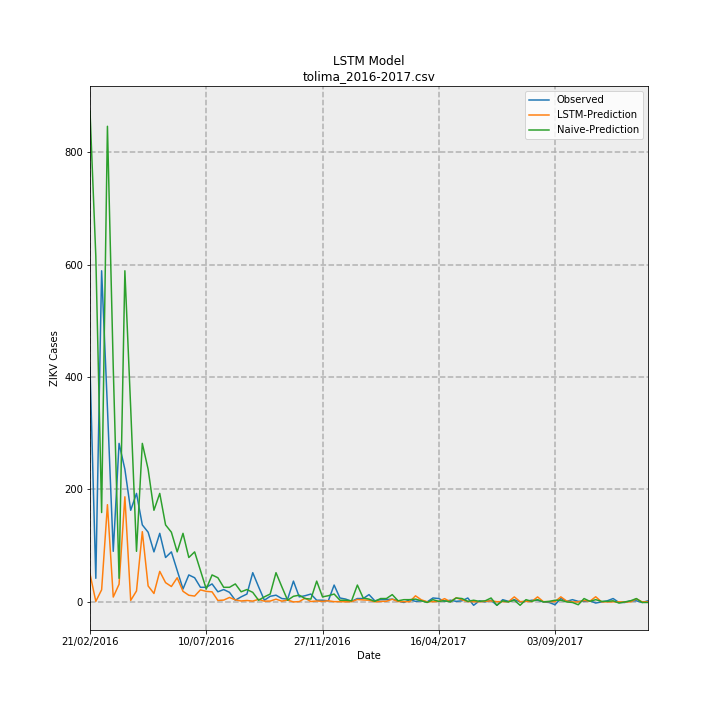 LSTM Model
tolima_2016-2017.csv
Observed
LSTM-Prediction
Naive-Prediction
800
600
400
200
0
ZIKV Cases
21/02/2016
10/07/2016
27/11/2016
16/04/2017
03/09/2017
Date